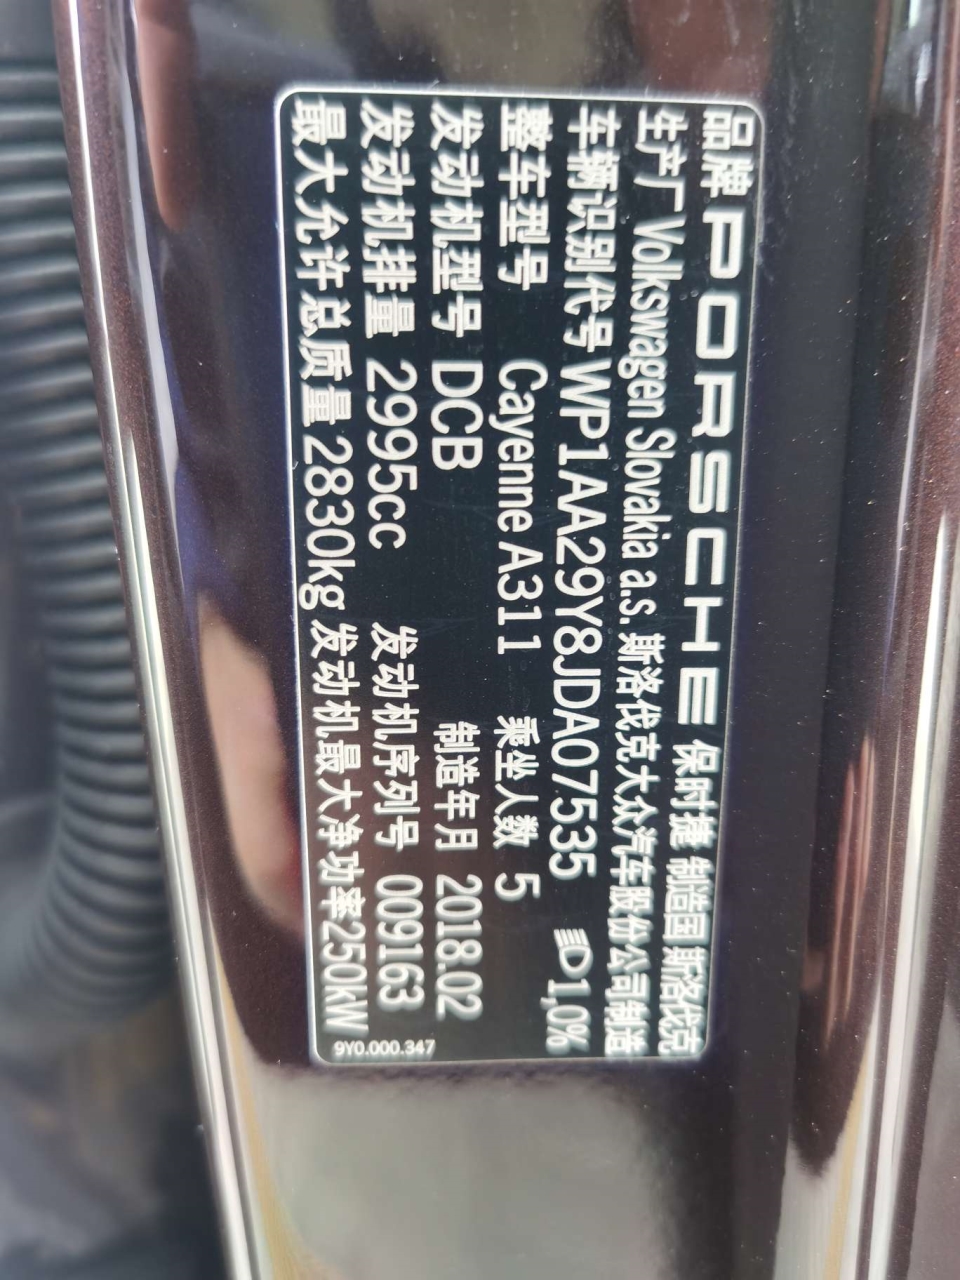 品牌 PORSCHE 保时捷 制造国 斯洛伐克
生产厂 Volkswagen Slovakia a.s. 斯洛伐克大众汽车股份公司制造
车辆识别代号 WP1AA29Y8JDA07535 1,0%
整车型号 Cayenne A311 乘坐人数 5
发动机型号 DCB 制造年月 2018.02
发动机排量 2995cc 发动机序列号 009163
最大允许总质量 2830kg 发动机最大净功率250kW
9Y0.000.347